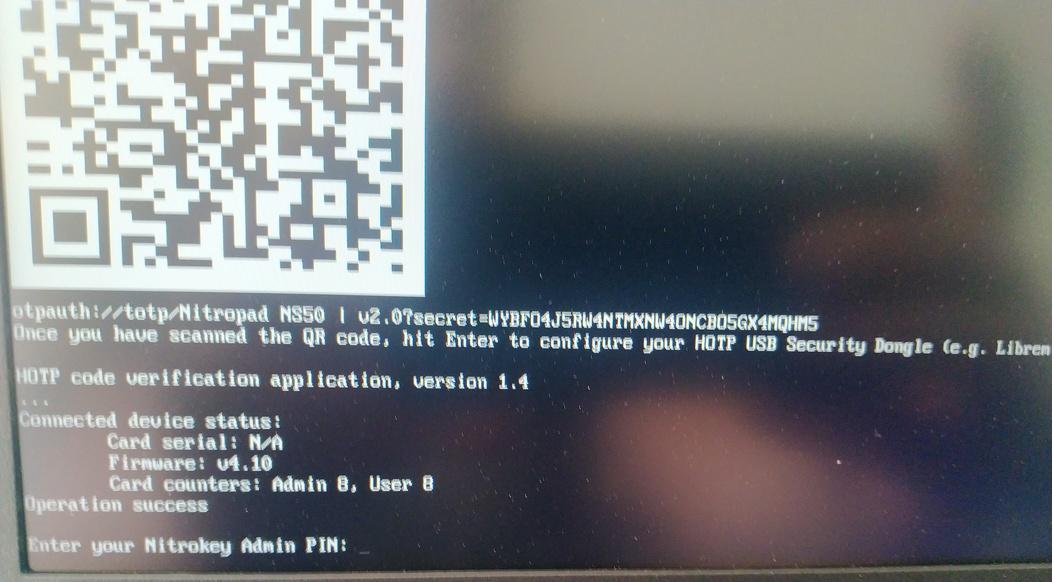 otpauth://totp/Nitropad NS50 | v2.0?secret=WYBFO4J5RW4NTMXNW4ONCBO5GX4MQHM5
Once you have scanned the QR code, hit Enter to configure your HOTP USB Security Dongle (e.g. Librem
HOTP code verification application, version 1.4
...
Connected device status:
Card serial: N/A
Firmware: v4.10
Card counters: Admin 8, User 8
Operation success
Enter your Nitrokey Admin PIN: _